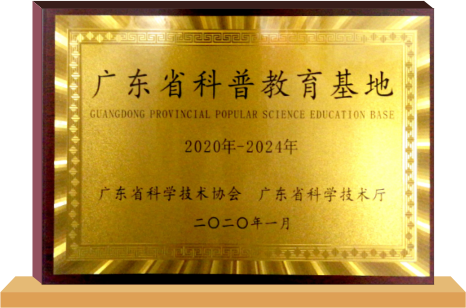 广东省科普教育基地
GUANGDONG PROVINCIAL POPULAR SCIENCE EDUCATION BASE
2020年-2024年
广东省科学技术协会 广东省科学技术厅
二〇二〇年一月